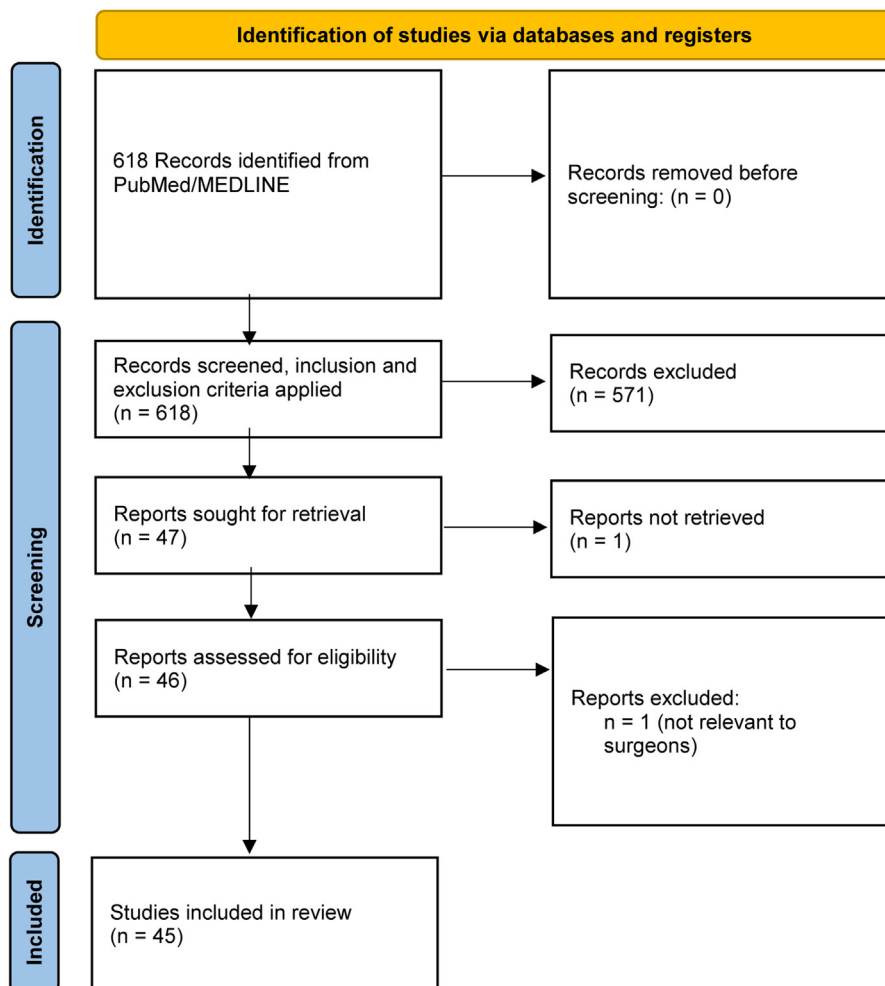 Identification of studies via databases and registers
Identification
618 Records identified from
PubMed/MEDLINE
Records removed before
screening: (n = 0)
Screening
Records screened, inclusion and
exclusion criteria applied
(n = 618)
Records excluded
(n = 571)
Reports sought for retrieval
(n = 47)
Reports not retrieved
(n = 1)
Reports assessed for eligibility
(n = 46)
Reports excluded:
n = 1 (not relevant to
surgeons)
Included
Studies included in review
(n = 45)